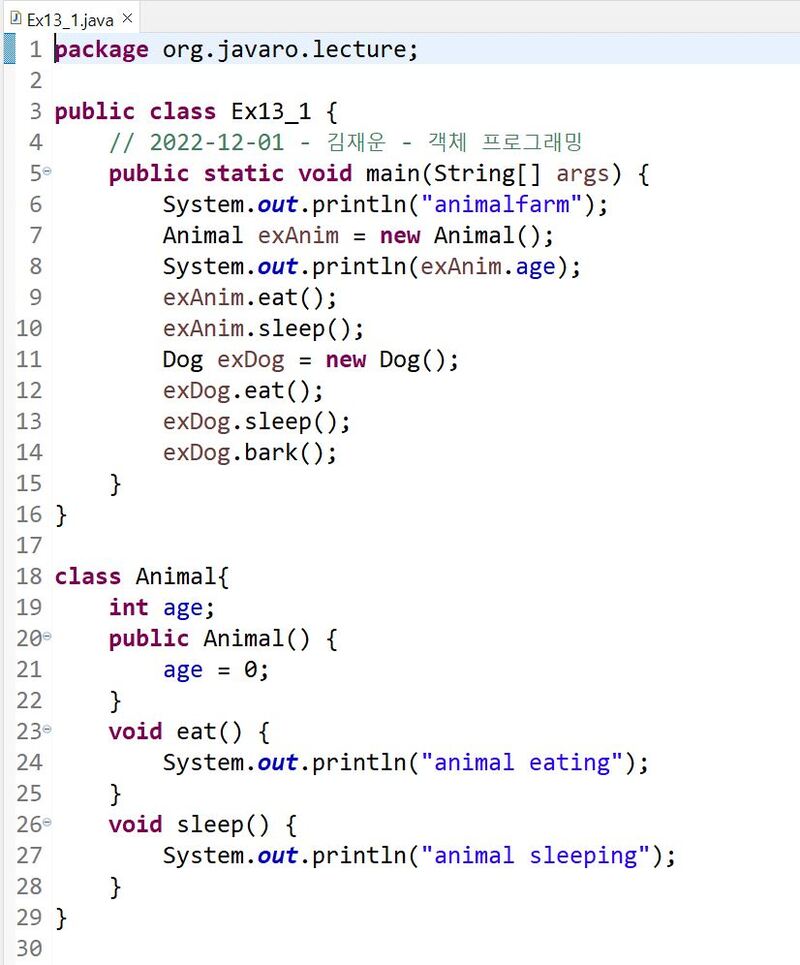 Ex13_1.java ×
1 package org.javaro.lecture;
2
3 public class Ex13_1 {
4     // 2022-12-01 - 김재운 - 객체 프로그래밍
5     public static void main(String[] args) {
6         System.out.println("animalfarm");
7         Animal exAnim = new Animal();
8         System.out.println(exAnim.age);
9         exAnim.eat();
10         exAnim.sleep();
11         Dog exDog = new Dog();
12         exDog.eat();
13         exDog.sleep();
14         exDog.bark();
15     }
16 }
17
18 class Animal{
19     int age;
20     public Animal() {
21         age = 0;
22     }
23     void eat() {
24         System.out.println("animal eating");
25     }
26     void sleep() {
27         System.out.println("animal sleeping");
28     }
29 }
30